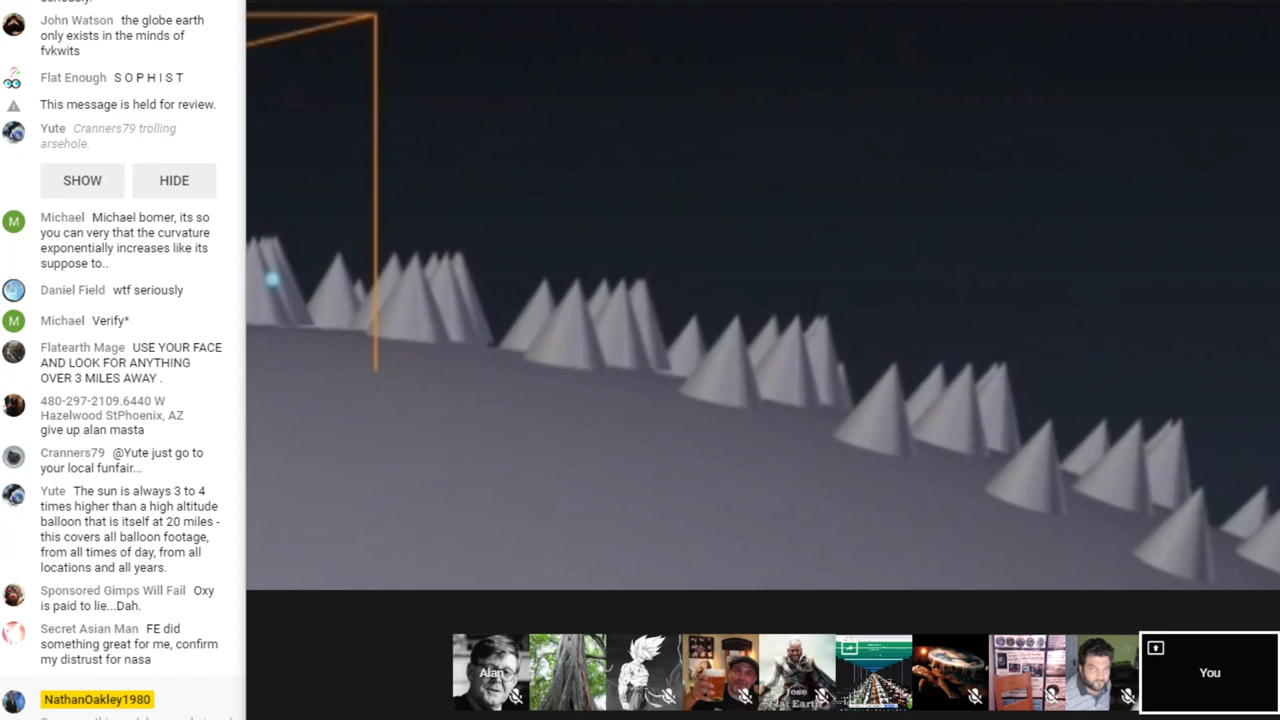 seriously.
John Watson the globe earth
only exists in the minds of
fvkwits
Flat Enough S O P H I S T
This message is held for review.
Yute Cranners79 trolling
arsehole.
SHOW HIDE
M Michael Michael bomer, its so
you can very that the curvature
exponentially increases like its
suppose to..
Daniel Field wtf seriously
M Michael Verify*
Flatearth Mage USE YOUR FACE
AND LOOK FOR ANYTHING
OVER 3 MILES AWAY .
480-297-2109.6440 W
Hazelwood StPhoenix, AZ
give up alan masta
Cranners79 @Yute just go to
your local funfair...
Yute The sun is always 3 to 4
times higher than a high altitude
balloon that is itself at 20 miles -
this covers all balloon footage,
from all times of day, from all
locations and all years.
Sponsored Gimps Will Fail Oxy
is paid to lie...Dah.
Secret Asian Man FE did
something great for me, confirm
my distrust for nasa
NathanOakley1980
Alan
Jose
Flat Earth
You